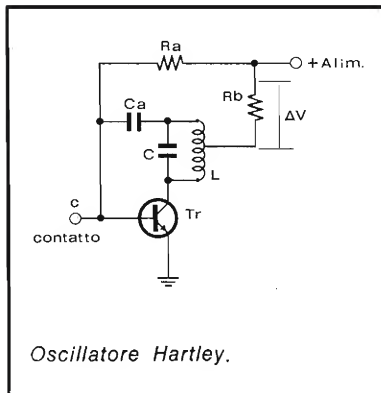 Ra
+Alim.
Ca
Rb
ΔV
C
L
c
Tr
contatto
Oscillatore Hartley.